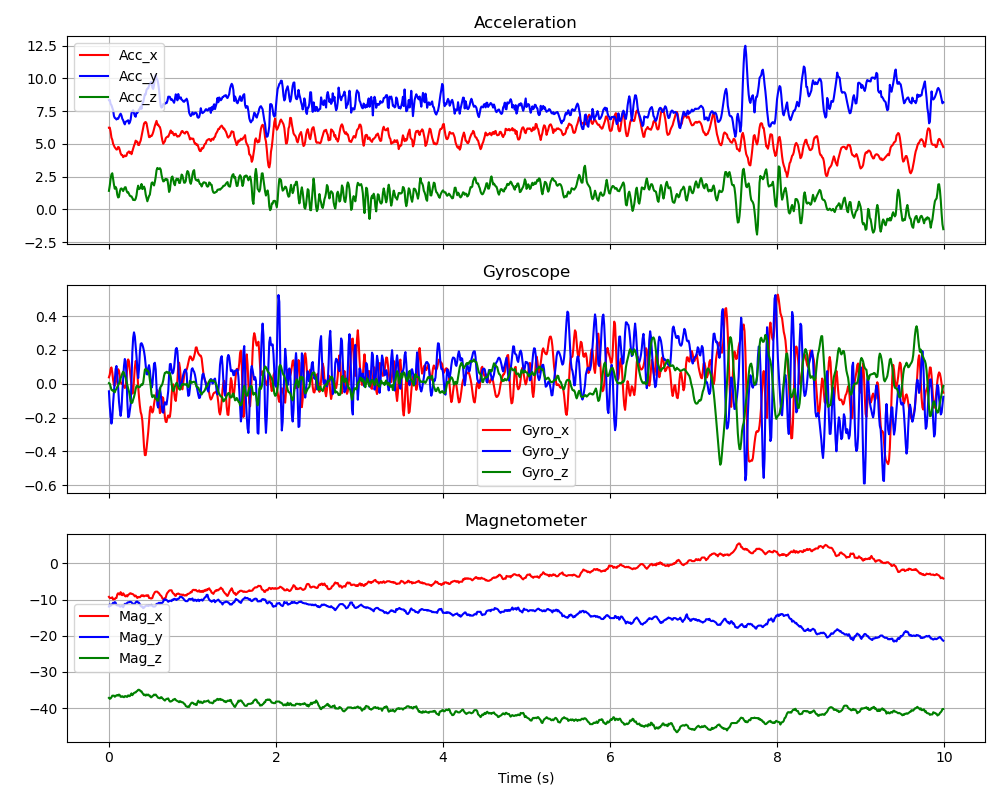 Acceleration
12.5
10.0
7.5
5.0
2.5
0.0
−2.5
Acc_x
Acc_y
Acc_z
Gyroscope
0.4
0.2
0.0
−0.2
−0.4
−0.6
Gyro_x
Gyro_y
Gyro_z
Magnetometer
0
−10
−20
−30
−40
Mag_x
Mag_y
Mag_z
0 2 4 6 8 10
Time (s)